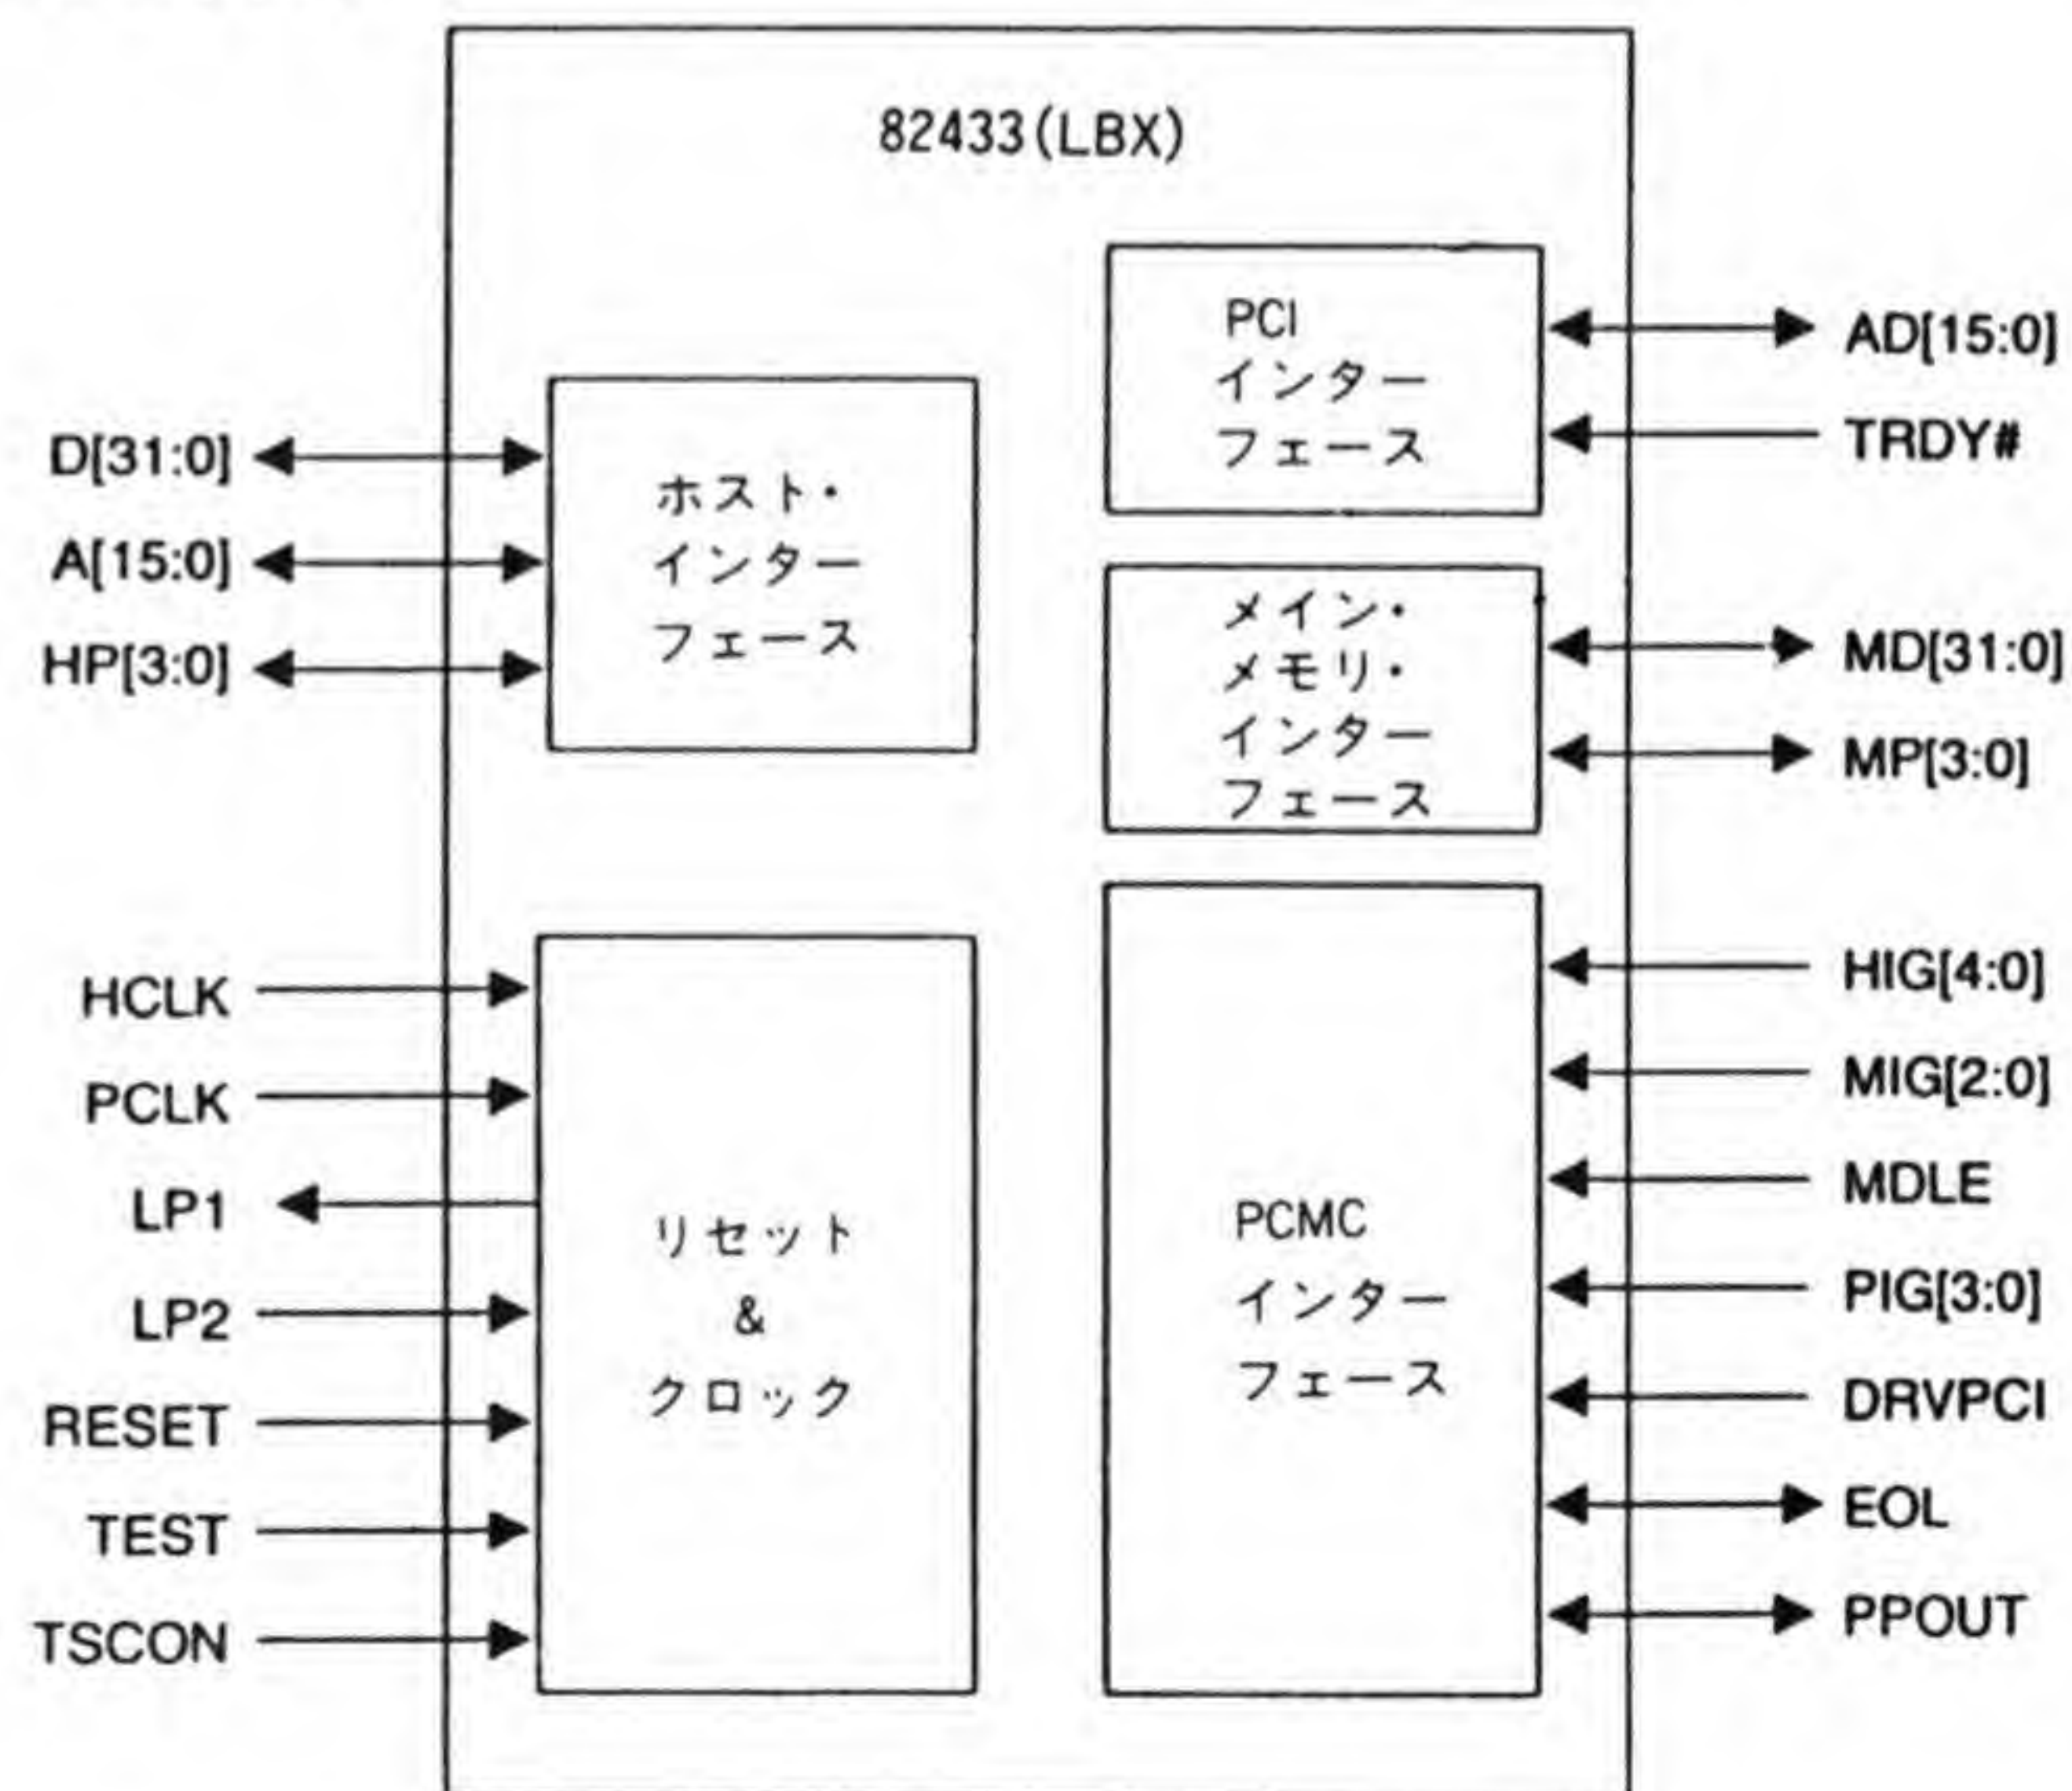 82433(LBX)
D[31:0]
A[15:0]
HP[3:0]
ホスト・
インター
フェース
PCI
インター
フェース
AD[15:0]
TRDY#
メイン・
メモリ・
インター
フェース
MD[31:0]
MP[3:0]
HCLK
PCLK
LP1
LP2
RESET
TEST
TSCON
リセット
&
クロック
PCMC
インター
フェース
HIG[4:0]
MIG[2:0]
MDLE
PIG[3:0]
DRVPCI
EOL
PPOUT